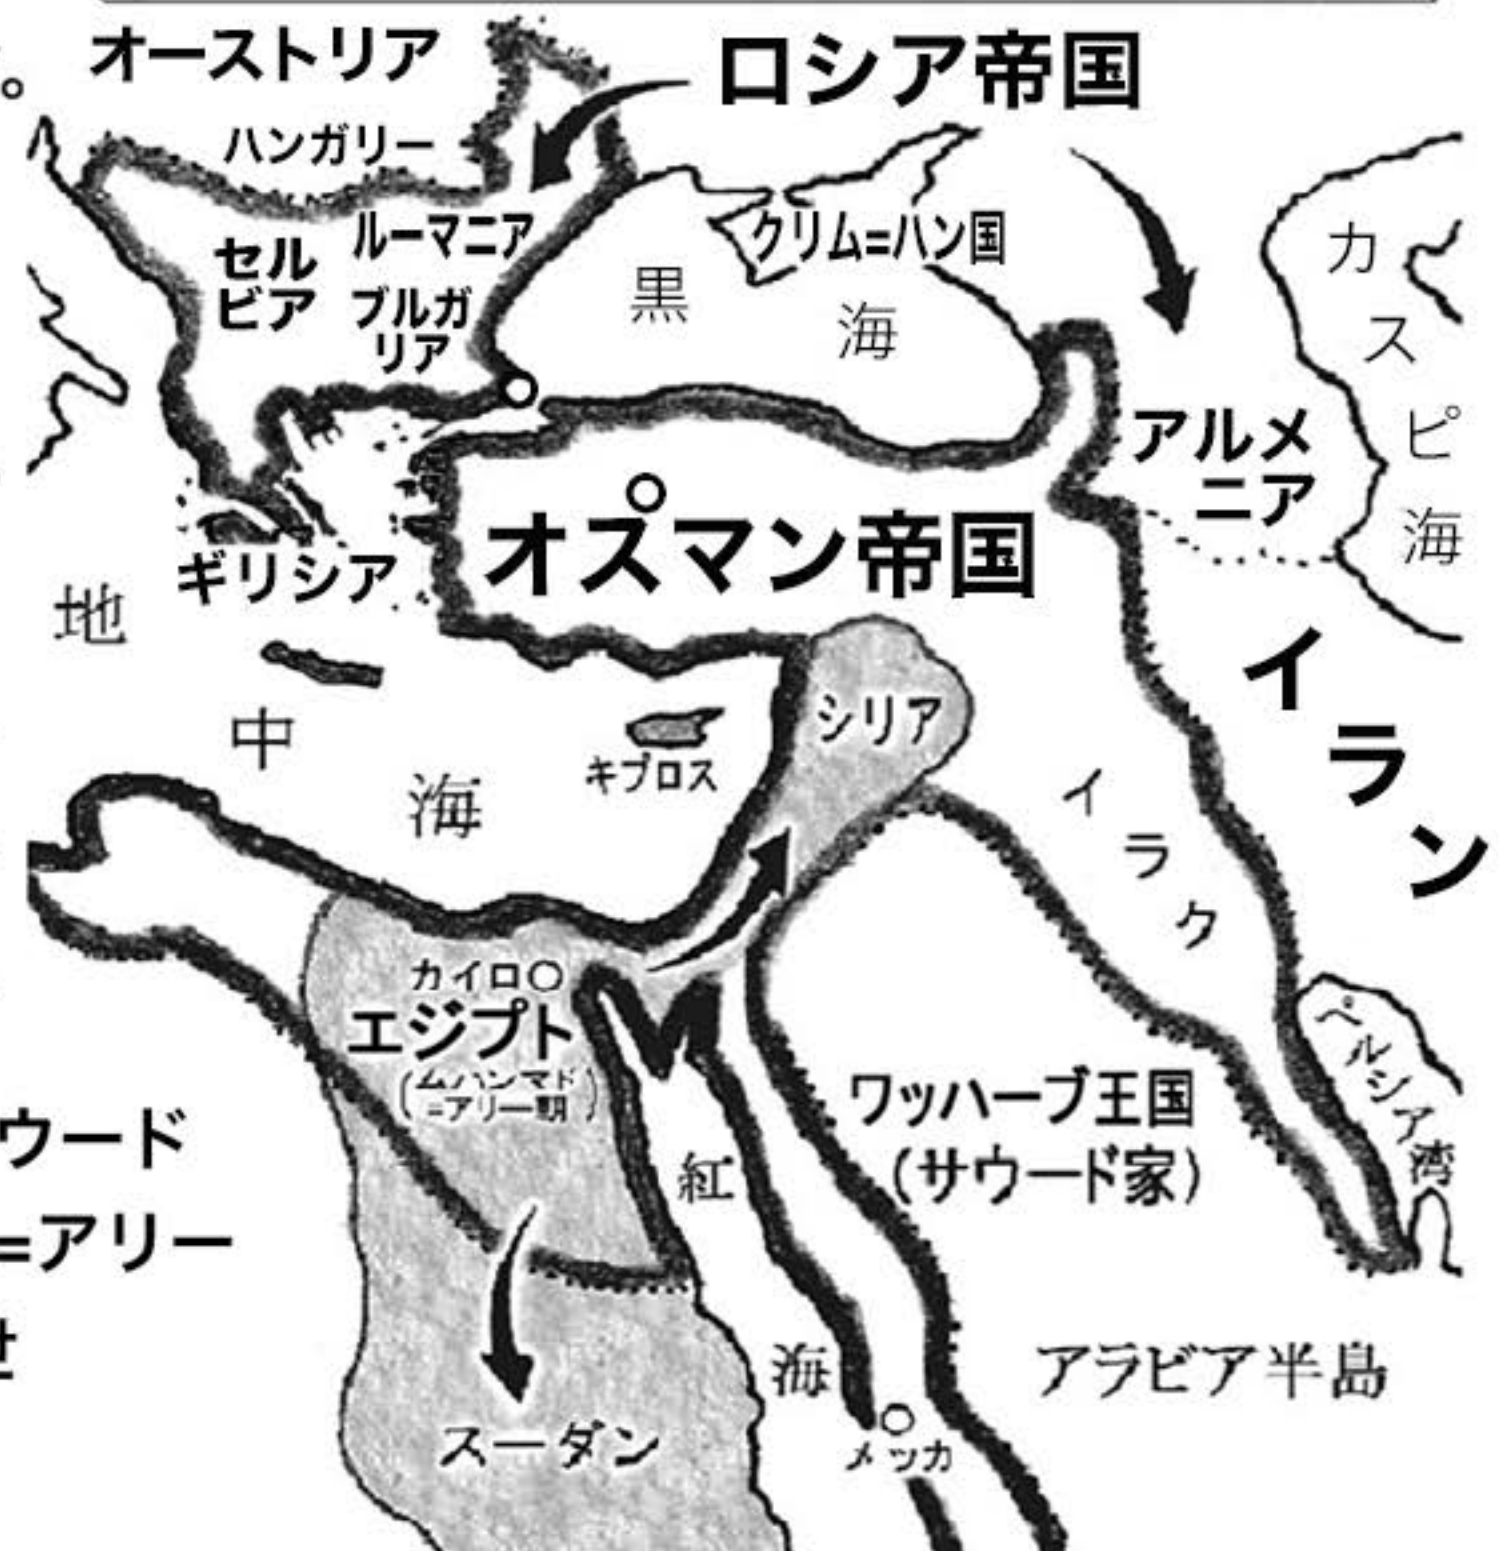 。
オーストリア
ロシア帝国
ハンガリー
ルーマニア
セル
ビア
ブルガ
リア
クリム=ハン国
黒
海
カ
ス
ピ
海
アルメ
ニア
オスマン帝国
ギリシア
地
中
海
キプロス
シリア
イ
ラ
ン
イ
ラ
ク
カイロ
エジプト
(ムハンマド
=アリー朝)
ペルシア湾
ワッハーブ王国
(サウード家)
紅
海
ウード
=アリー
世
スーダン
メッカ
アラビア半島